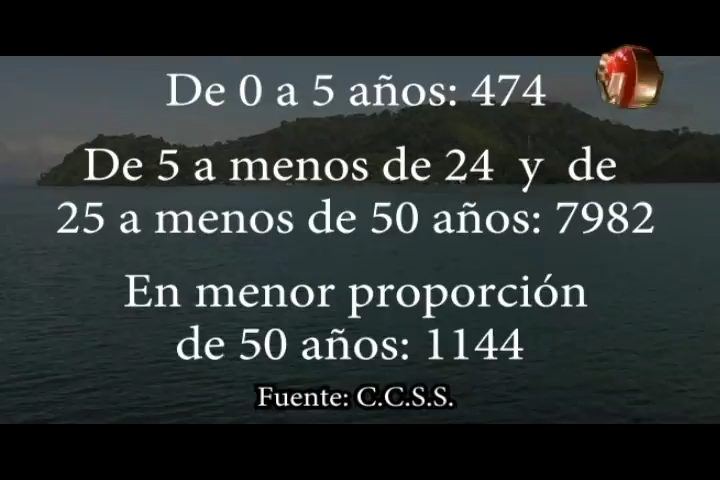 De 0 a 5 años: 474
De 5 a menos de 24 y de
25 a menos de 50 años: 7982
En menor proporción
de 50 años: 1144
Fuente: C.C.S.S.